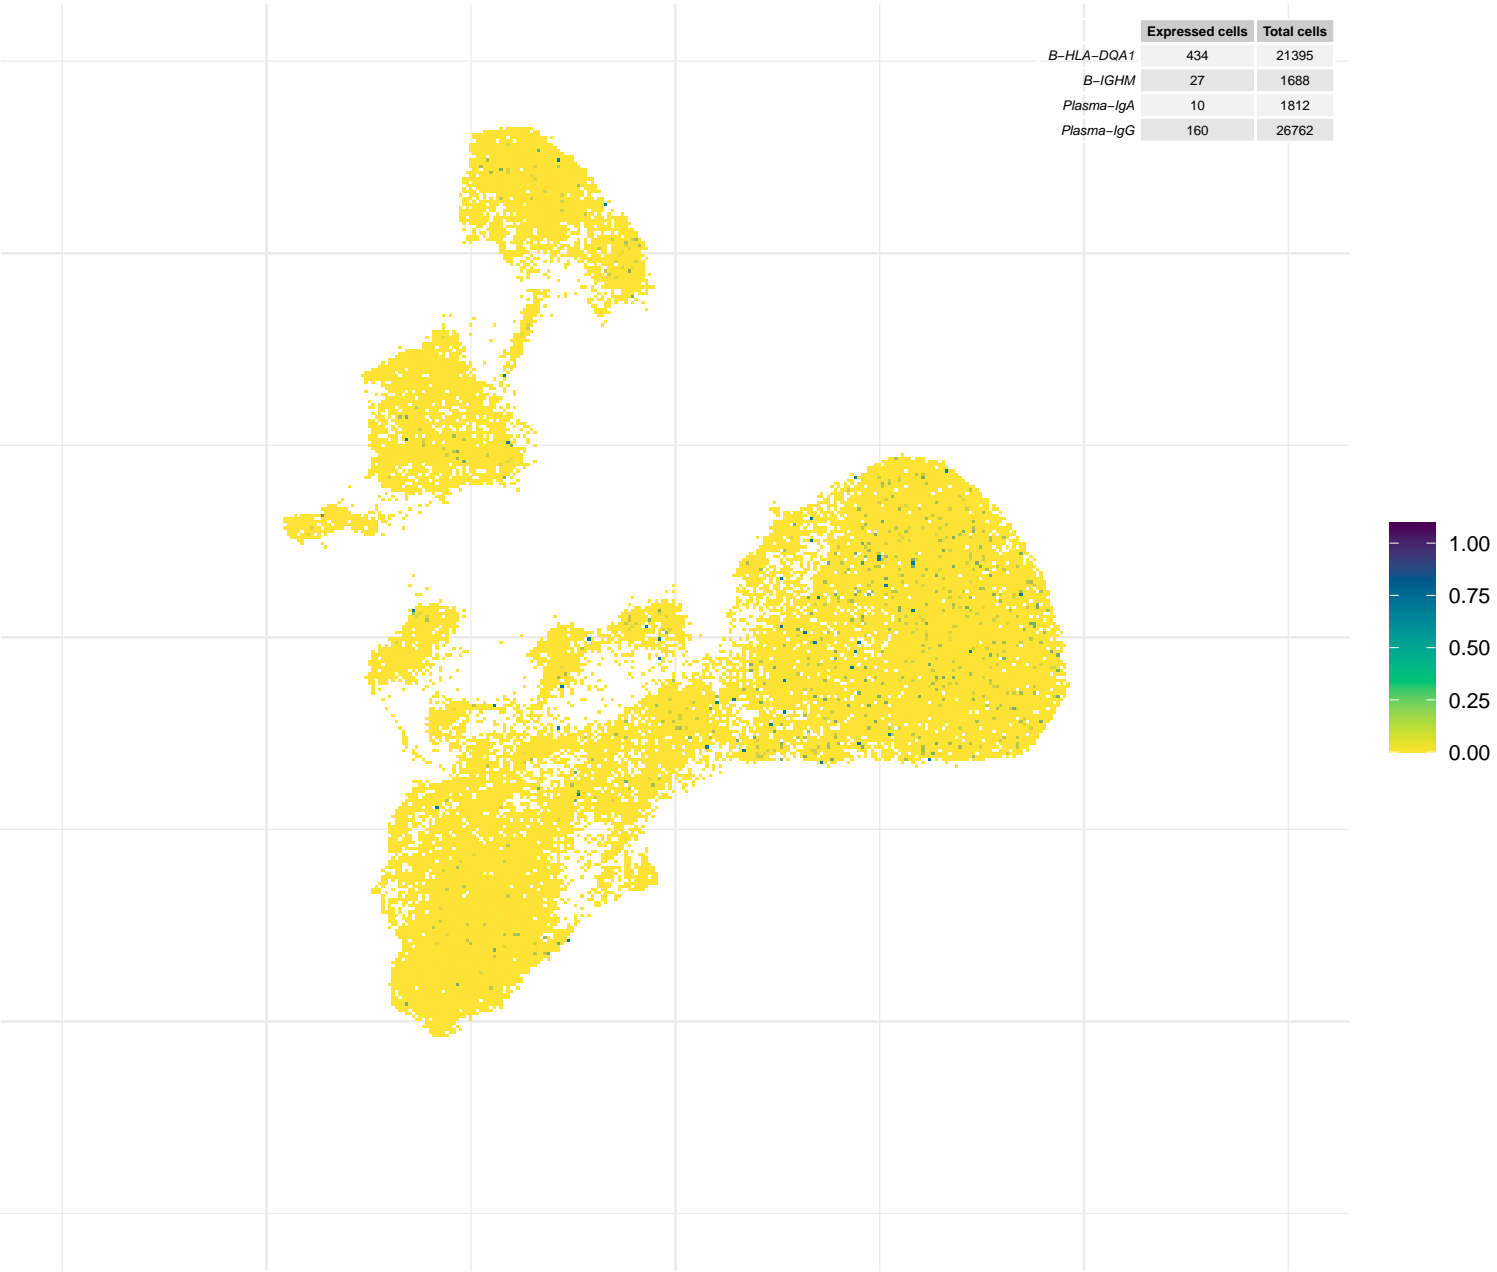 Expressed cells Total cells
B−HLA−DQA1 434 21395
B−IGHM 27 1688
Plasma−IgA 10 1812
Plasma−IgG 160 26762
1.00
0.75
0.50
0.25
0.00